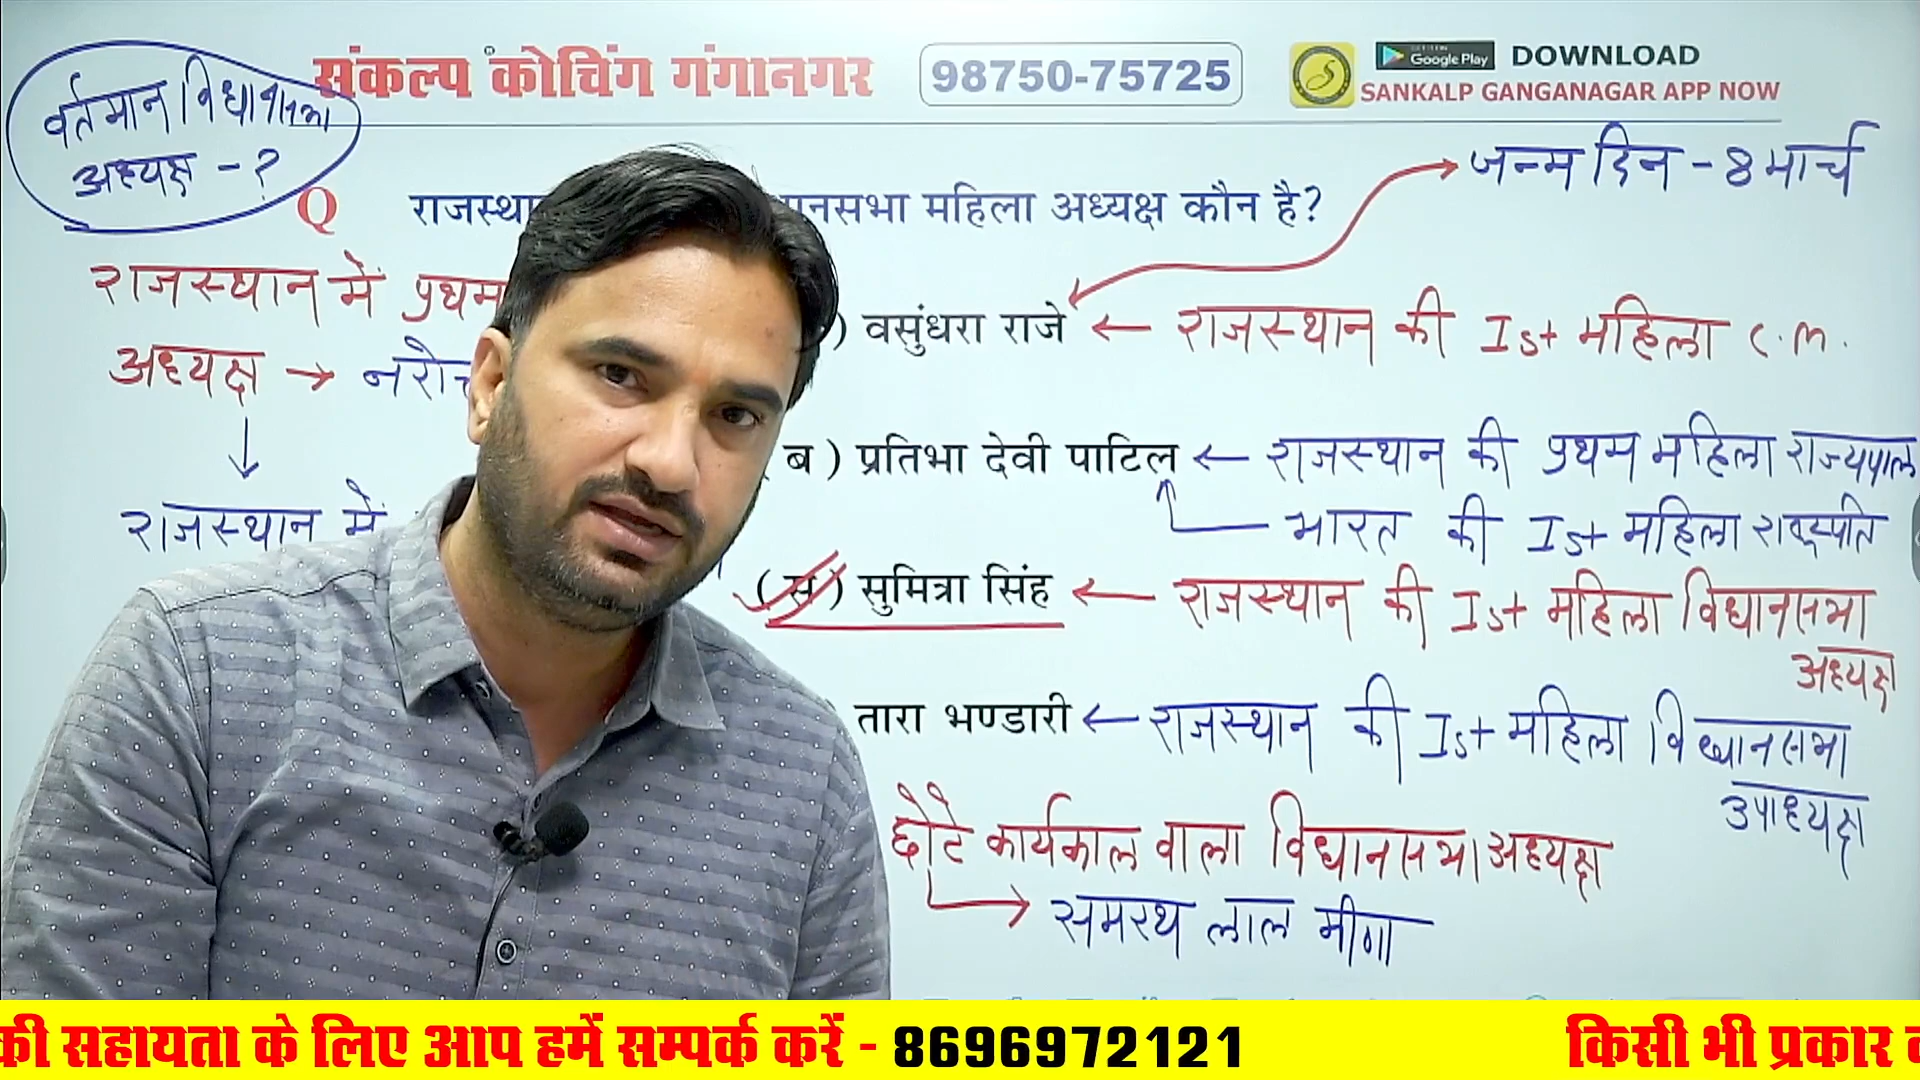 संकल्प कोचिंग गंगानगर
98750-75725
GET IT ON
Google Play
DOWNLOAD
SANKALP GANGANAGAR APP NOW
वर्तमान विधानसभा
अध्यक्ष - ?
जन्म दिन - 8 मार्च
Q
महिला अध्यक्ष कौन है?
राजस्थान में प्रथम
अध्यक्ष →
↓
राजस्थान में
) वसुंधरा राजे ← राजस्थान की Ist महिला C.M.
ब ) प्रतिभा देवी पाटिल ← राजस्थान की प्रथम महिला राज्यपाल
भारत की Ist महिला राष्ट्रपति
( स ) सुमित्रा सिंह ← राजस्थान की Ist महिला विधानसभा
अध्यक्ष
तारा भण्डारी ← राजस्थान की Ist महिला विधानसभा
उपाध्यक्ष
छोटे कार्यकाल वाला विधानसभा अध्यक्ष
→ समरथ लाल मीणा
की सहायता के लिए आप हमें सम्पर्क करें - 8696972121
किसी भी प्रकार